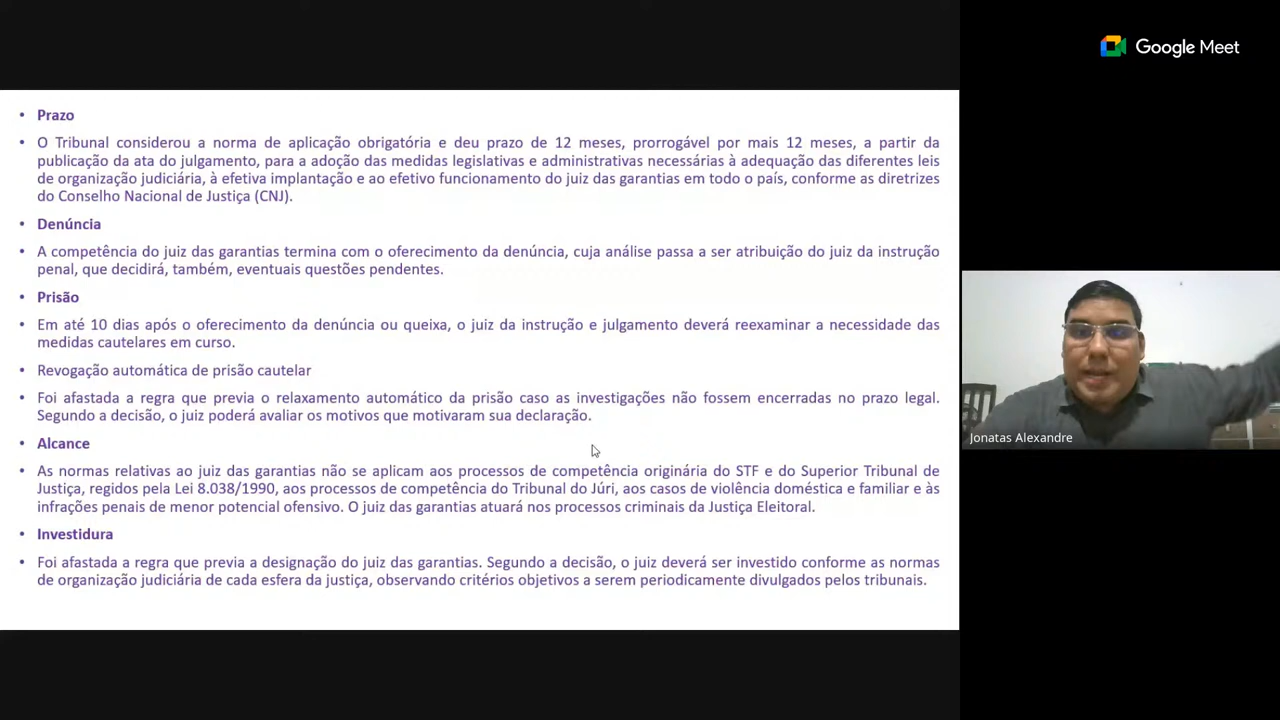 Google Meet
• Prazo
• O Tribunal considerou a norma de aplicação obrigatória e deu prazo de 12 meses, prorrogável por mais 12 meses, a partir da
publicação da ata do julgamento, para a adoção das medidas legislativas e administrativas necessárias à adequação das diferentes leis
de organização judiciária, à efetiva implantação e ao efetivo funcionamento do juiz das garantias em todo o país, conforme as diretrizes
do Conselho Nacional de Justiça (CNJ).
• Denúncia
• A competência do juiz das garantias termina com o oferecimento da denúncia, cuja análise passa a ser atribuição do juiz da instrução
penal, que decidirá, também, eventuais questões pendentes.
• Prisão
• Em até 10 dias após o oferecimento da denúncia ou queixa, o juiz da instrução e julgamento deverá reexaminar a necessidade das
medidas cautelares em curso.
• Revogação automática de prisão cautelar
• Foi afastada a regra que previa o relaxamento automático da prisão caso as investigações não fossem encerradas no prazo legal.
Segundo a decisão, o juiz poderá avaliar os motivos que motivaram sua declaração.
• Alcance
• As normas relativas ao juiz das garantias não se aplicam aos processos de competência originária do STF e do Superior Tribunal de
Justiça, regidos pela Lei 8.038/1990, aos processos de competência do Tribunal do Júri, aos casos de violência doméstica e familiar e às
infrações penais de menor potencial ofensivo. O juiz das garantias atuará nos processos criminais da Justiça Eleitoral.
• Investidura
• Foi afastada a regra que previa a designação do juiz das garantias. Segundo a decisão, o juiz deverá ser investido conforme as normas
de organização judiciária de cada esfera da justiça, observando critérios objetivos a serem periodicamente divulgados pelos tribunais.
Jonatas Alexandre